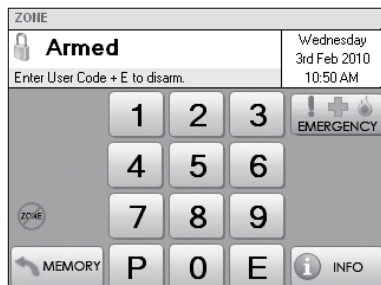 ZONE
Armed
Enter User Code + E to disarm.
Wednesday
3rd Feb 2010
10:50 AM
1 2 3
EMERGENCY
4 5 6
ZONE
7 8 9
MEMORY
P 0 E
INFO